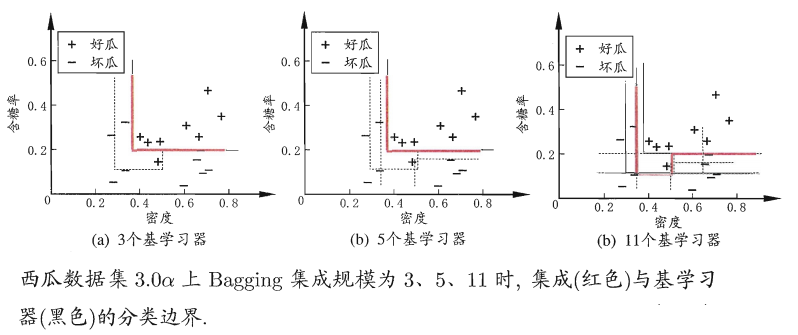 含糖率
0.6
0.4
0.2
0
0.2
0.4
0.6
0.8
密度
+ 好瓜
− 坏瓜
(a) 3个基学习器
含糖率
0.6
0.4
0.2
0
0.2
0.4
0.6
0.8
密度
+ 好瓜
− 坏瓜
(b) 5个基学习器
含糖率
0.6
0.4
0.2
0
0.2
0.4
0.6
0.8
密度
+ 好瓜
− 坏瓜
(b) 11个基学习器
西瓜数据集 3.0α 上 Bagging 集成规模为 3、5、11 时, 集成(红色)与基学习
器(黑色)的分类边界.